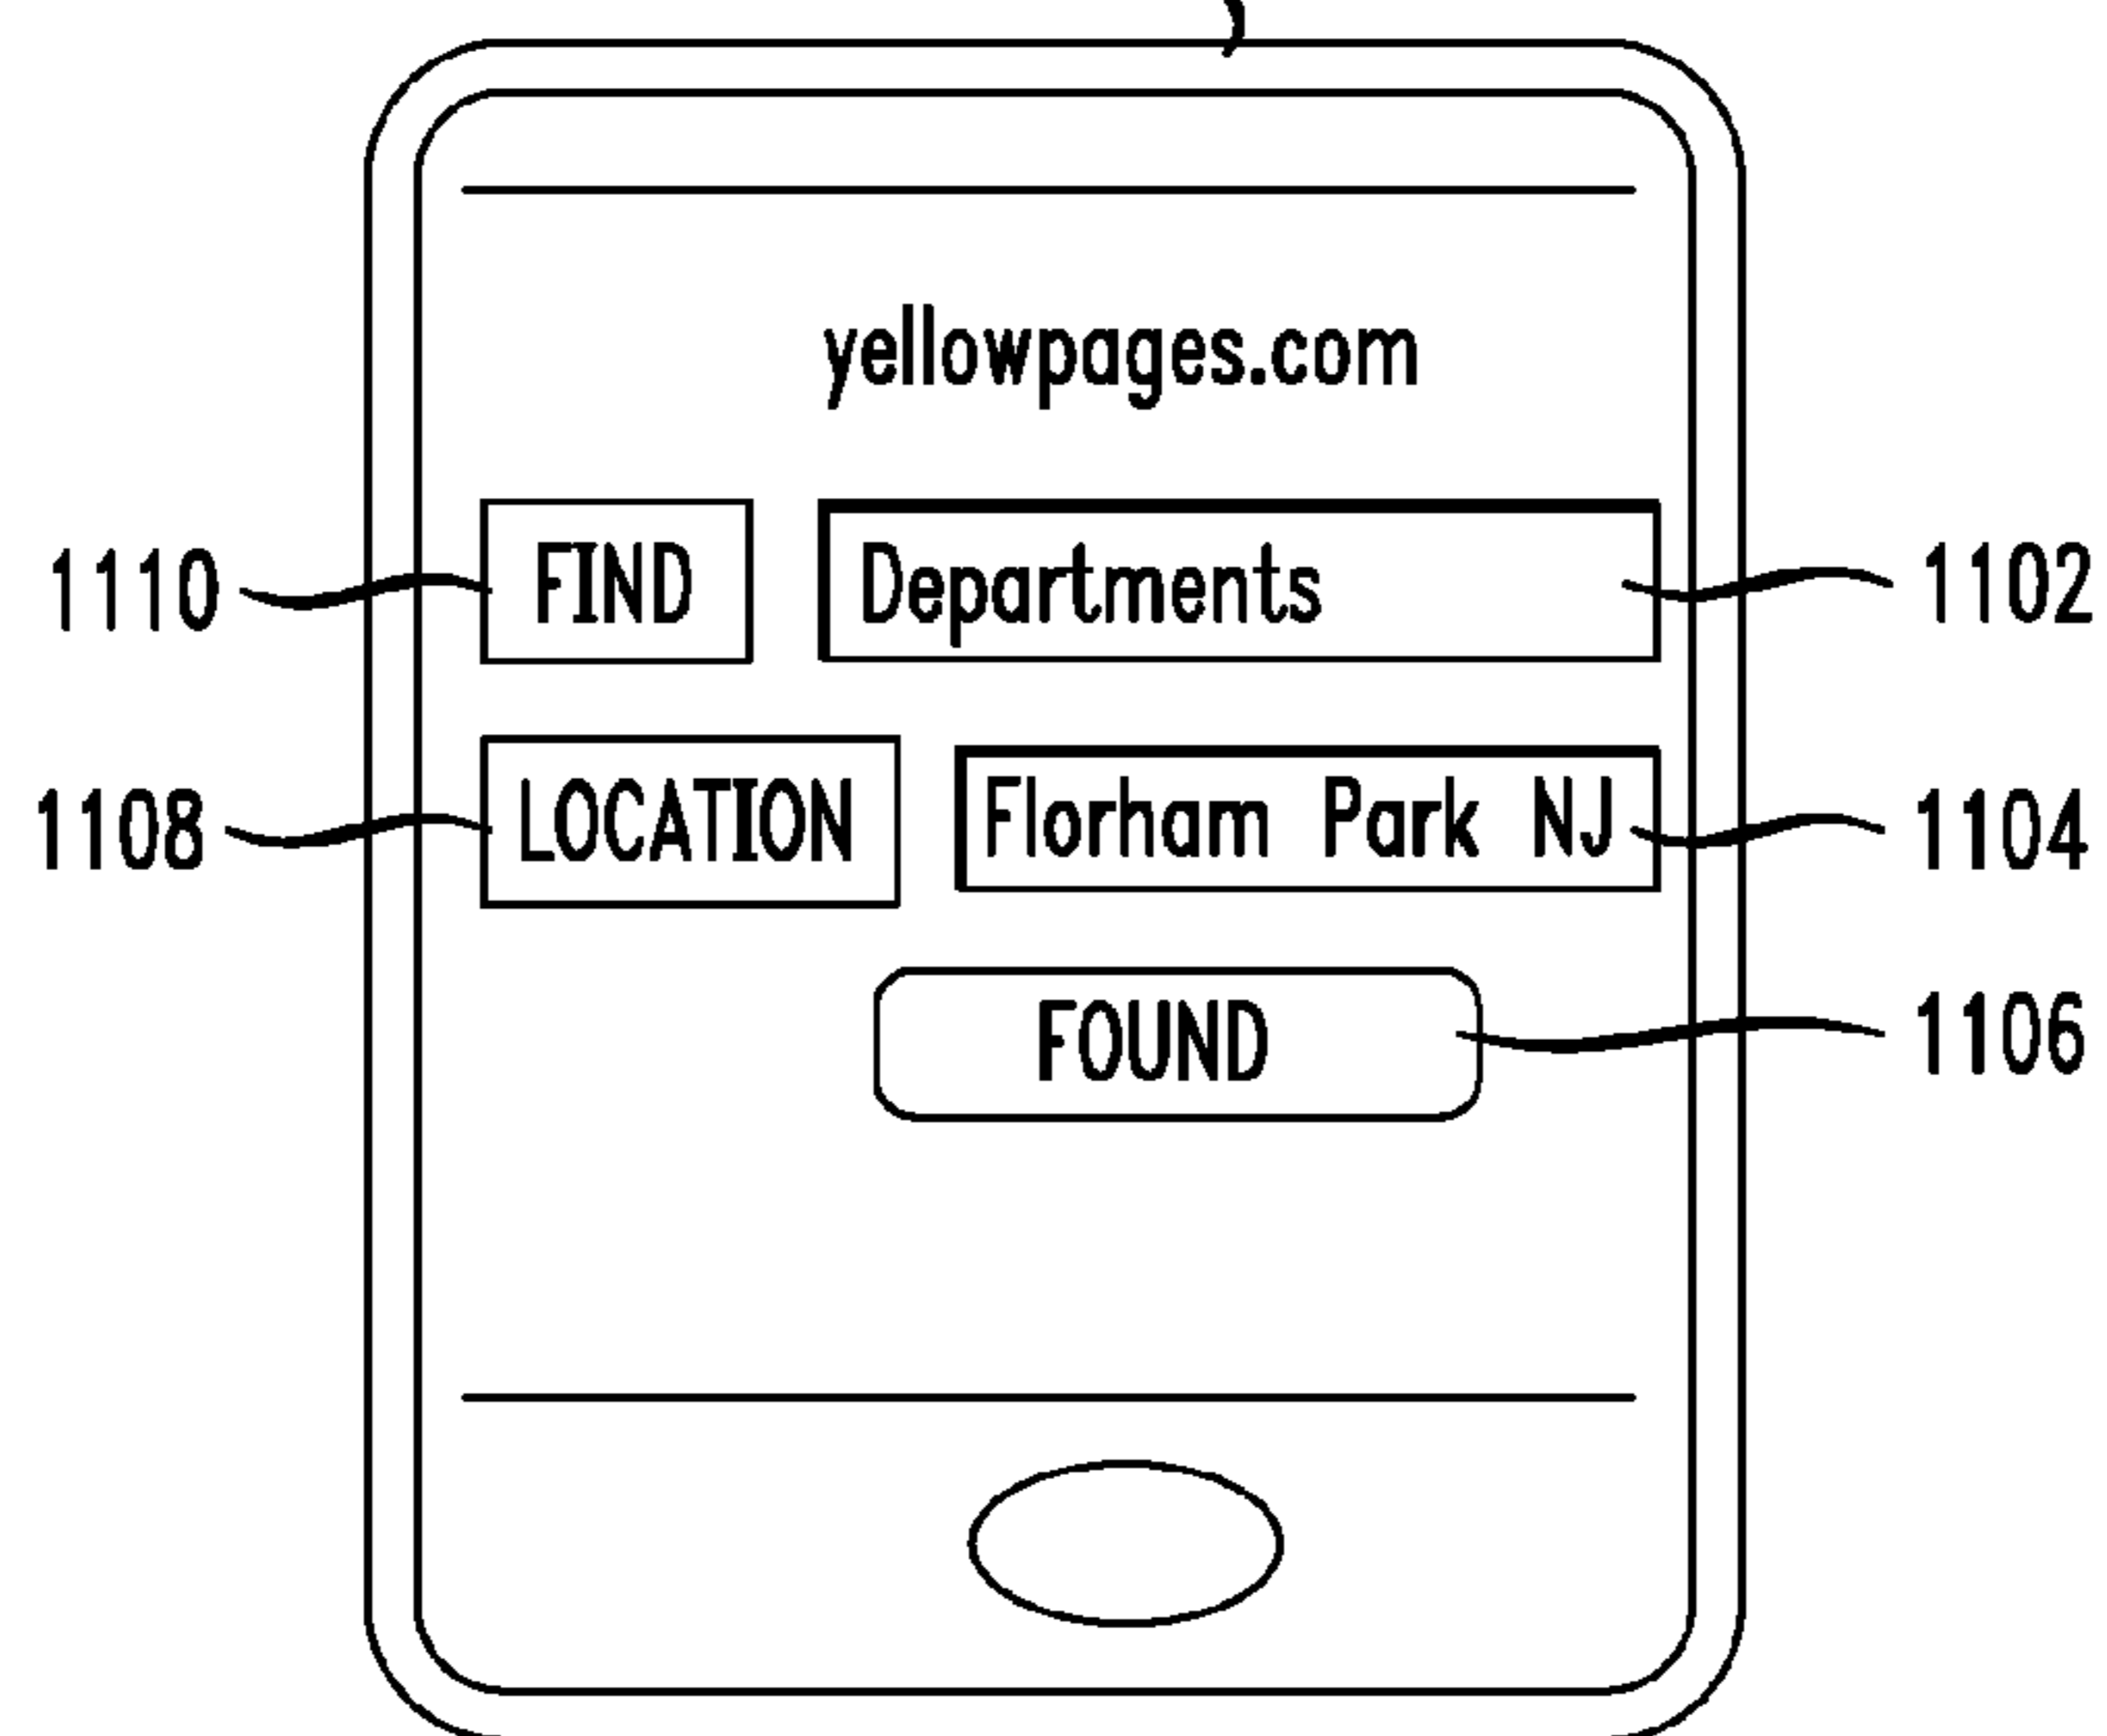 yellowpages.com
1110 FIND Departments 1102
1108 LOCATION Florham Park NJ 1104
FOUND 1106